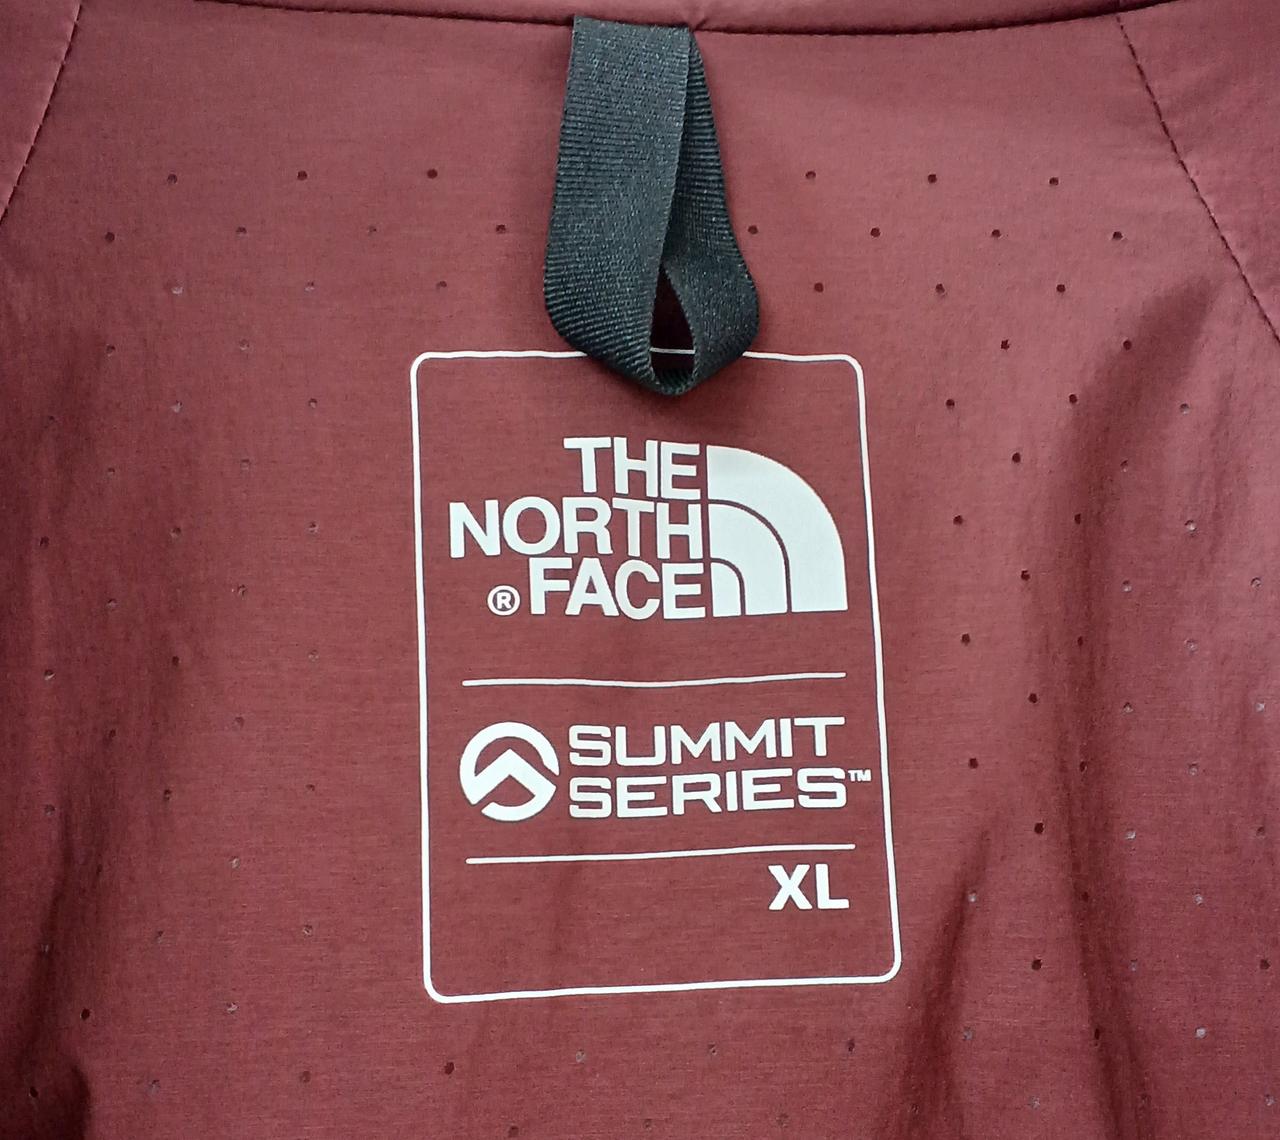 THE
NORTH
® FACE
SUMMIT
SERIES™
XL